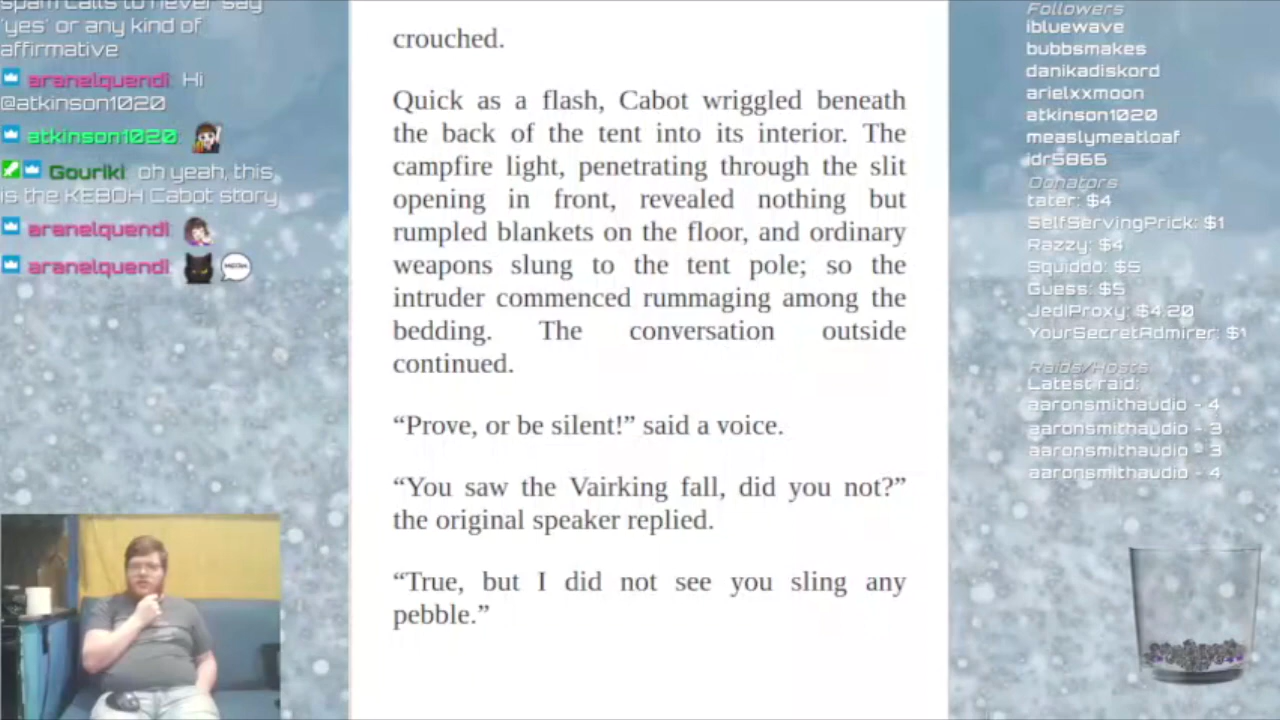 spam calls to never say
'yes' or any kind of
affirmative
aranelquendi: Hi
@atkinson1020
atkinson1020:
Gouriki: oh yeah, this
is the KEBOH Cabot story
aranelquendi:
aranelquendi:
crouched.
Quick as a flash, Cabot wriggled beneath
the back of the tent into its interior. The
campfire light, penetrating through the slit
opening in front, revealed nothing but
rumpled blankets on the floor, and ordinary
weapons slung to the tent pole; so the
intruder commenced rummaging among the
bedding. The conversation outside
continued.
“Prove, or be silent!” said a voice.
“You saw the Vairking fall, did you not?”
the original speaker replied.
“True, but I did not see you sling any
pebble.”
Followers
ibluewave
bubbsmakes
danikadiskord
arielxxmoon
atkinson1020
measlymeatloaf
jdr5866
Donators
tater: $4
SelfServingPrick: $1
Razzy: $4
Squidoo: $5
Guess: $5
JediProxy: $4.20
YourSecretAdmirer: $1
Raids/Hosts
Latest raid:
aaronsmithaudio - 4
aaronsmithaudio - 3
aaronsmithaudio - 3
aaronsmithaudio - 4